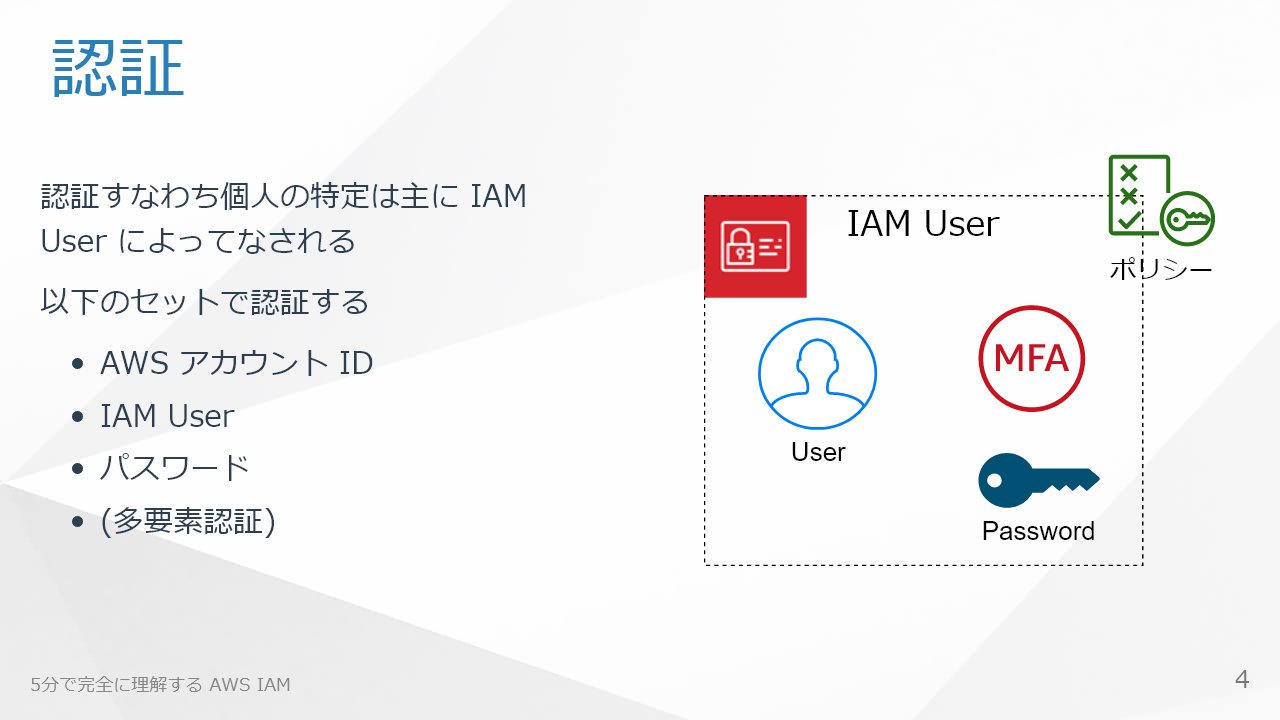 認証
認証すなわち個人の特定は主に IAM
User によってなされる
以下のセットで認証する
• AWS アカウント ID
• IAM User
• パスワード
• (多要素認証)
IAM User
ポリシー
MFA
User
Password
5分で完全に理解する AWS IAM
4